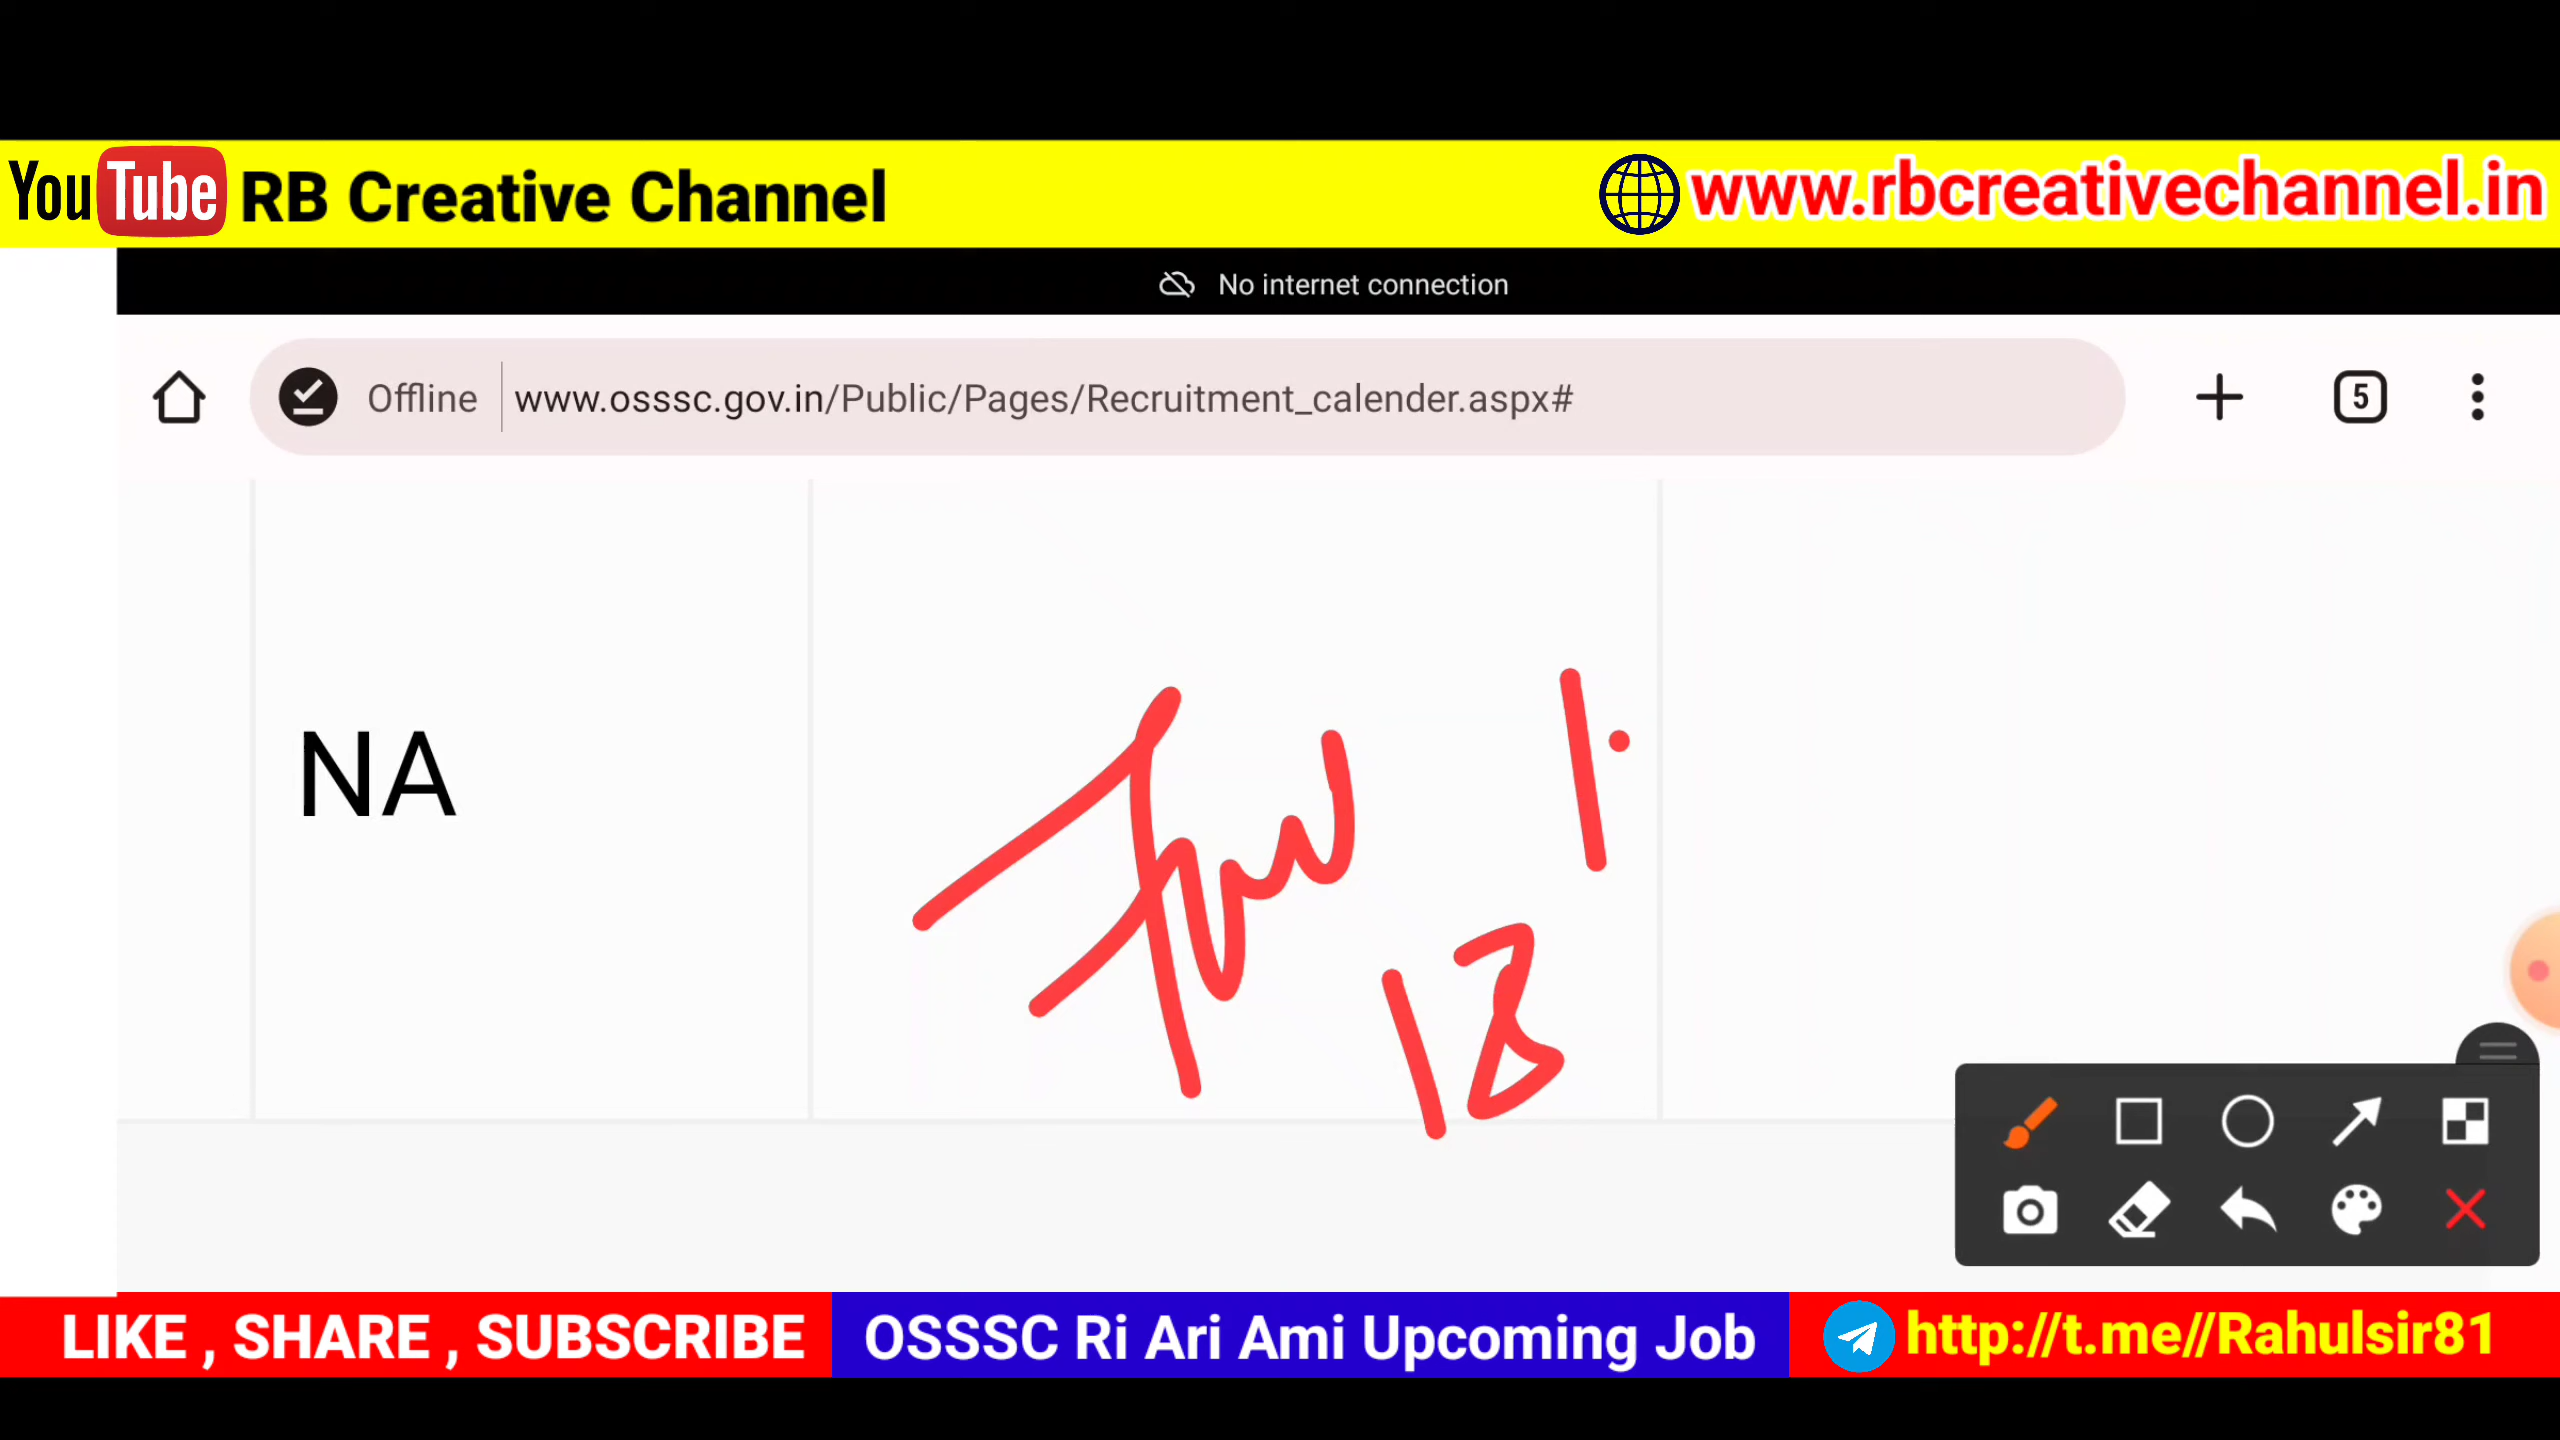 YouTube RB Creative Channel www.rbcreativechannel.in
No internet connection
Offline www.osssc.gov.in/Public/Pages/Recruitment_calender.aspx# 5
NA
18
LIKE , SHARE , SUBSCRIBE OSSSC Ri Ari Ami Upcoming Job http://t.me//Rahulsir81